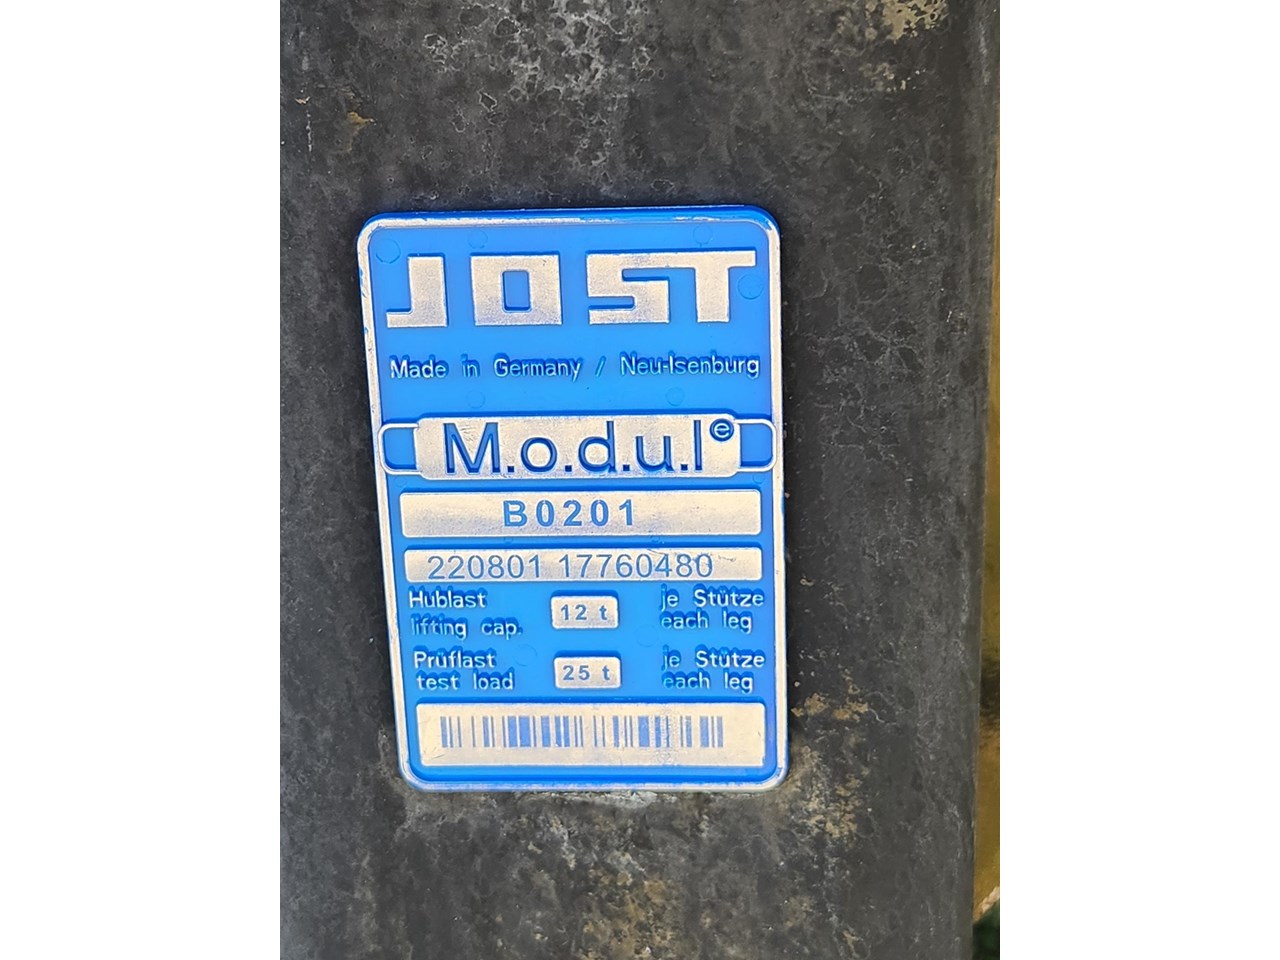 JOST
Made in Germany / Neu-Isenburg
M.o.d.u.l e
B0201
220801 17760480
Hublast 12 t je Stütze
lifting cap. each leg
Prüflast 25 t je Stütze
test load each leg